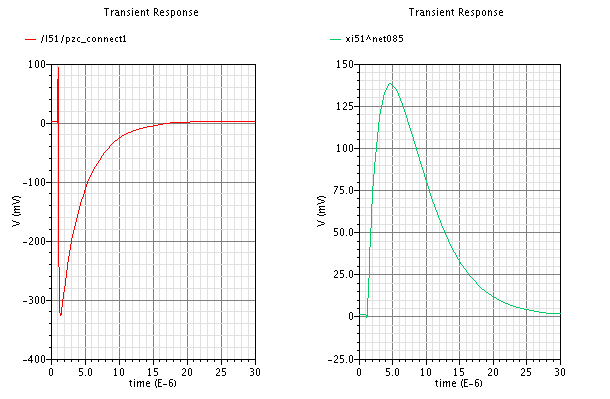 Transient Response
/I51/pzc_connect1
100
0
-100
-200
-300
-400
V (mV)
0 5.0 10 15 20 25 30
time (E-6)
Transient Response
xi51^net085
150
125
100
75.0
50.0
25.0
0
-25.0
V (mV)
0 5.0 10 15 20 25 30
time (E-6)